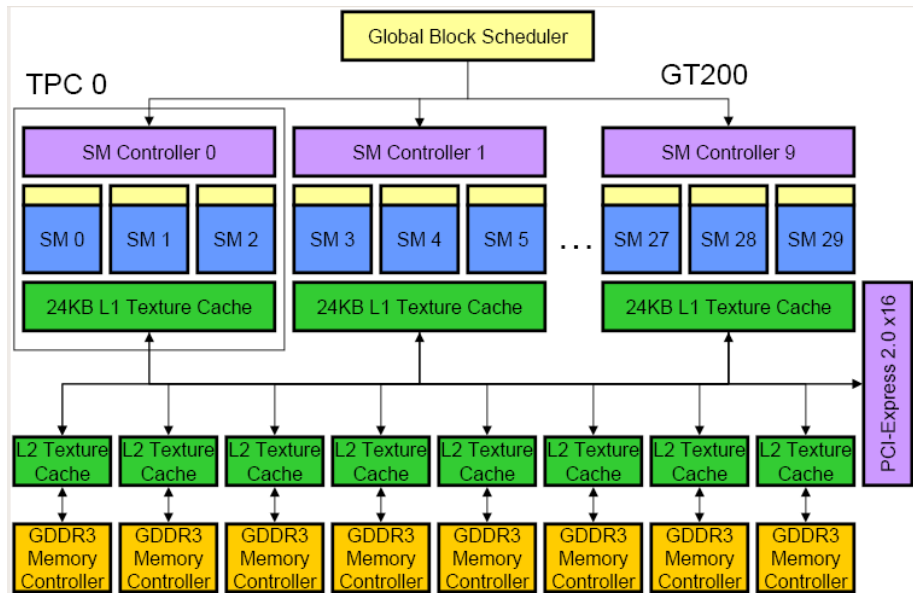 Global Block Scheduler
TPC 0
GT200
SM Controller 0
SM Controller 1
SM Controller 9
SM 0
SM 1
SM 2
SM 3
SM 4
SM 5
...
SM 27
SM 28
SM 29
24KB L1 Texture Cache
24KB L1 Texture Cache
24KB L1 Texture Cache
PCI-Express 2.0 x16
L2 Texture
Cache
L2 Texture
Cache
L2 Texture
Cache
L2 Texture
Cache
L2 Texture
Cache
L2 Texture
Cache
L2 Texture
Cache
L2 Texture
Cache
GDDR3
Memory
Controller
GDDR3
Memory
Controller
GDDR3
Memory
Controller
GDDR3
Memory
Controller
GDDR3
Memory
Controller
GDDR3
Memory
Controller
GDDR3
Memory
Controller
GDDR3
Memory
Controller